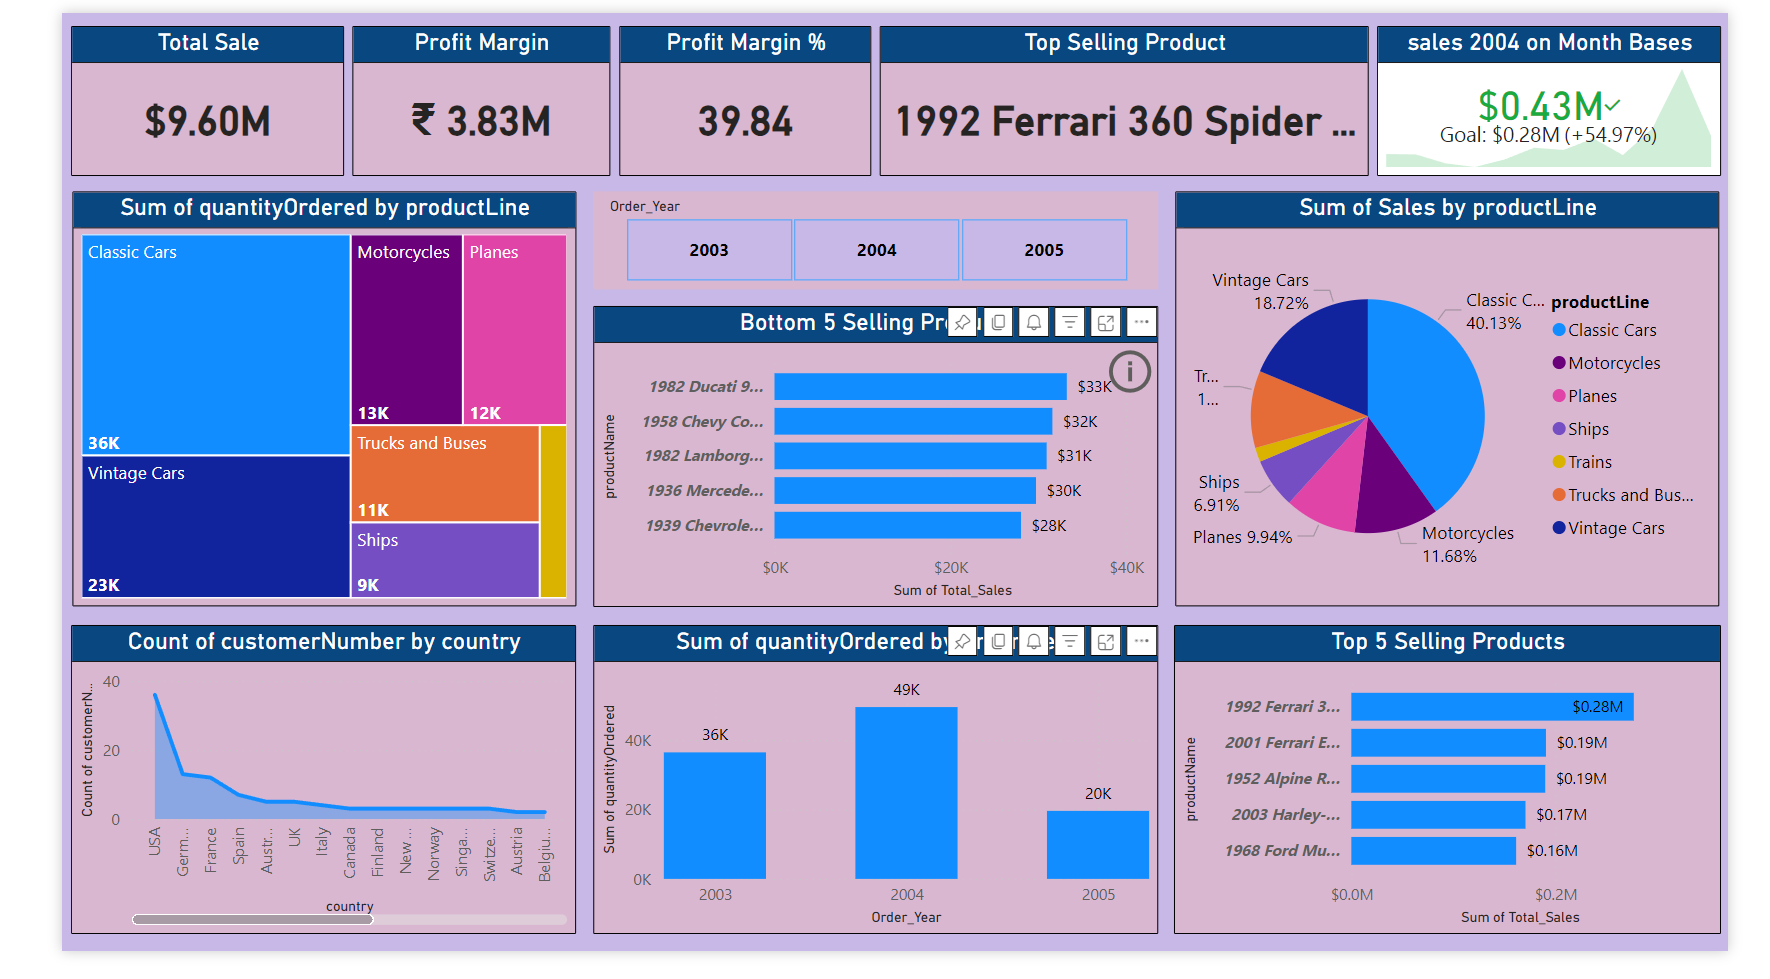 Total Sale
$9.60M
Profit Margin
₹ 3.83M
Profit Margin %
39.84
Top Selling Product
1992 Ferrari 360 Spider ...
sales 2004 on Month Bases
$0.43M
Goal: $0.28M (+54.97%)
Sum of quantityOrdered by productLine
Classic Cars
36K
Vintage Cars
23K
Motorcycles
13K
Planes
12K
Trucks and Buses
11K
Ships
9K
Order_Year
2003
2004
2005
Bottom 5 Selling
productName
1982 Ducati 9...
$33K
1958 Chevy Co...
$32K
1982 Lamborg...
$31K
1936 Mercede...
$30K
1939 Chevrole...
$28K
$0K
$20K
$40K
Sum of Total_Sales
Sum of Sales by productLine
Vintage Cars
18.72%
Classic C...
40.13%
Tr...
1...
Ships
6.91%
Planes 9.94%
Motorcycles
11.68%
productLine
Classic Cars
Motorcycles
Planes
Ships
Trains
Trucks and Bus...
Vintage Cars
Count of customerNumber by country
Count of customerN...
40
20
0
USA
Germ...
France
Spain
Austr...
UK
Italy
Canada
Finland
New ...
Norway
Singa...
Switze...
Austria
Belgiu...
country
Sum of quantityOrdered by
Sum of quantityOrdered
40K
20K
0K
36K
49K
20K
2003
2004
2005
Order_Year
Top 5 Selling Products
productName
1992 Ferrari 3...
$0.28M
2001 Ferrari E...
$0.19M
1952 Alpine R...
$0.19M
2003 Harley-...
$0.17M
1968 Ford Mu...
$0.16M
$0.0M
$0.2M
Sum of Total_Sales